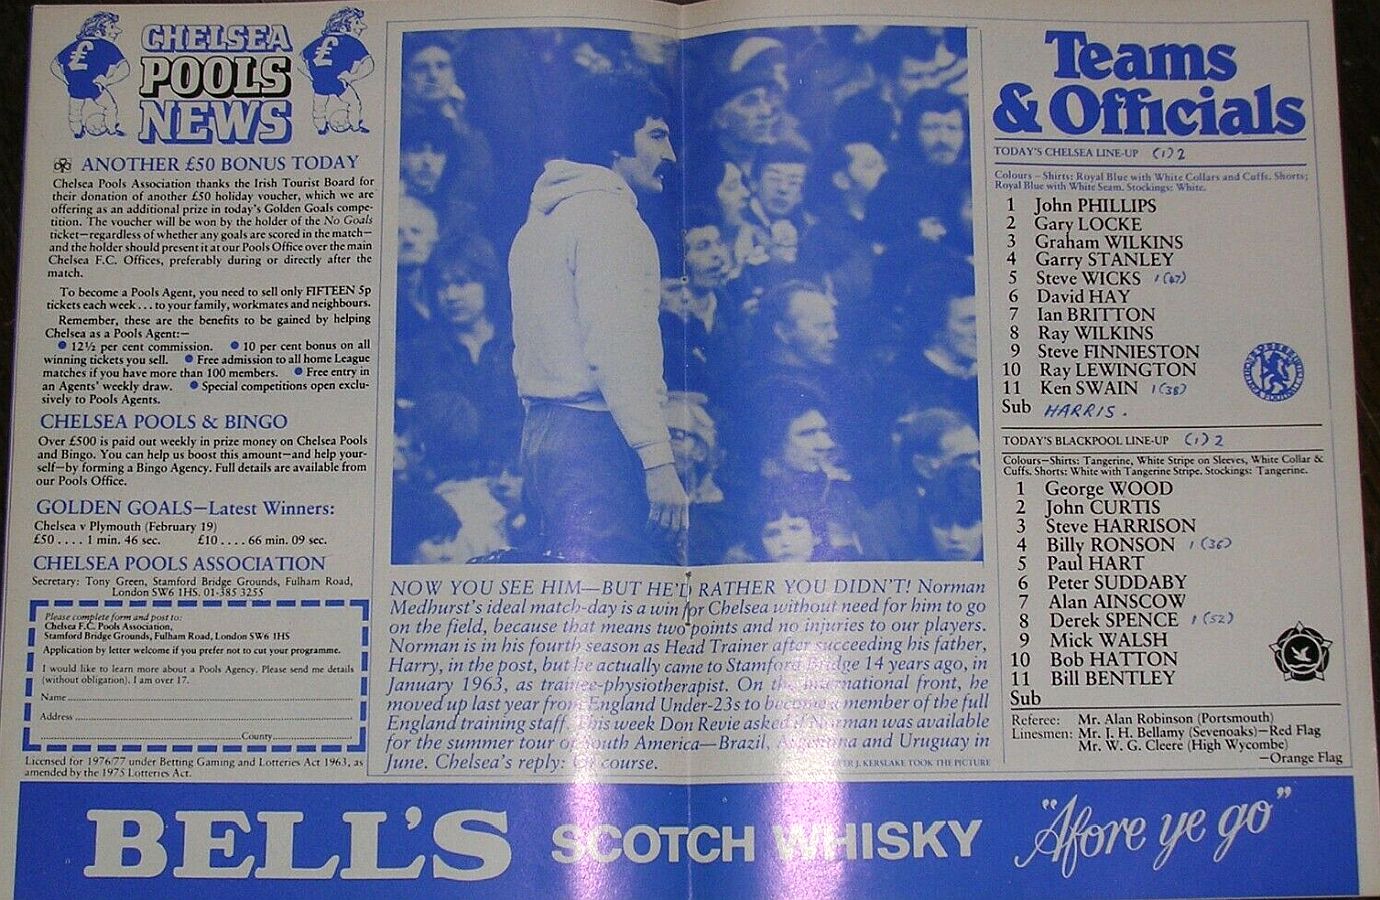 £
£
CHELSEA
POOLS
NEWS
ANOTHER £50 BONUS TODAY
Chelsea Pools Association thanks the Irish Tourist Board for
their donation of another £50 holiday voucher, which we are
offering as an additional prize in today's Golden Goals compe-
tition. The voucher will be won by the holder of the No Goals
ticket—regardless of whether any goals are scored in the match—
and the holder should present it at our Pools Office over the main
Chelsea F.C. Offices, preferably during or directly after the
match.
To become a Pools Agent, you need to sell only FIFTEEN 5p
tickets each week . . . to your family, workmates and neighbours.
Remember, these are the benefits to be gained by helping
Chelsea as a Pools Agent:—
● 12½ per cent commission. ● 10 per cent bonus on all
winning tickets you sell. ● Free admission to all home League
matches if you have more than 100 members. ● Free entry in
an Agents' weekly draw. ● Special competitions open exclu-
sively to Pools Agents.
CHELSEA POOLS & BINGO
Over £500 is paid out weekly in prize money on Chelsea Pools
and Bingo. You can help us boost this amount—and help your-
self—by forming a Bingo Agency. Full details are available from
our Pools Office.
GOLDEN GOALS—Latest Winners:
Chelsea v Plymouth (February 19)
£50 . . . . 1 min. 46 sec. £10 . . . . 66 min. 09 sec.
CHELSEA POOLS ASSOCIATION
Secretary: Tony Green, Stamford Bridge Grounds, Fulham Road,
London SW6 1HS. 01-385 3255
Please complete form and post to:
Chelsea F.C. Pools Association,
Stamford Bridge Grounds, Fulham Road, London SW6 1HS
Application by letter welcome if you prefer not to cut your programme.
I would like to learn more about a Pools Agency. Please send me details
(without obligation). I am over 17.
Name
Address
County
Licensed for 1976/77 under Betting Gaming and Lotteries Act 1963, as
amended by the 1975 Lotteries Act.
NOW YOU SEE HIM—BUT HE'D RATHER YOU DIDN'T! Norman
Medhurst's ideal match-day is a win for Chelsea without need for him to go
on the field, because that means two points and no injuries to our players.
Norman is in his fourth season as Head Trainer after succeeding his father,
Harry, in the post, but he actually came to Stamford Bridge 14 years ago, in
January 1963, as trainee-physiotherapist. On the international front, he
moved up last year from England Under-23s to become a member of the full
England training staff. This week Don Revie asked if Norman was available
for the summer tour of South America—Brazil, Argentina and Uruguay in
June. Chelsea's reply: Of course.
J. KERSLAKE TOOK THE PICTURE
Teams
& Officials
TODAY'S CHELSEA LINE-UP (1) 2
Colours—Shirts: Royal Blue with White Collars and Cuffs. Shorts;
Royal Blue with White Seam. Stockings: White.
1 John PHILLIPS
2 Gary LOCKE
3 Graham WILKINS
4 Garry STANLEY
5 Steve WICKS 1 (47)
6 David HAY
7 Ian BRITTON
8 Ray WILKINS
9 Steve FINNIESTON
10 Ray LEWINGTON
11 Ken SWAIN 1 (38)
Sub HARRIS.
TODAY'S BLACKPOOL LINE-UP (1) 2
Colours—Shirts: Tangerine, White Stripe on Sleeves, White Collar &
Cuffs. Shorts: White with Tangerine Stripe. Stockings: Tangerine.
1 George WOOD
2 John CURTIS
3 Steve HARRISON
4 Billy RONSON 1 (36)
5 Paul HART
6 Peter SUDDABY
7 Alan AINSCOW
8 Derek SPENCE 1 (52)
9 Mick WALSH
10 Bob HATTON
11 Bill BENTLEY
Sub
Referee: Mr. Alan Robinson (Portsmouth)
Linesmen: Mr. J. H. Bellamy (Sevenoaks)—Red Flag
Mr. W. G. Cleere (High Wycombe)
—Orange Flag
BELL'S SCOTCH WHISKY "Afore ye go"